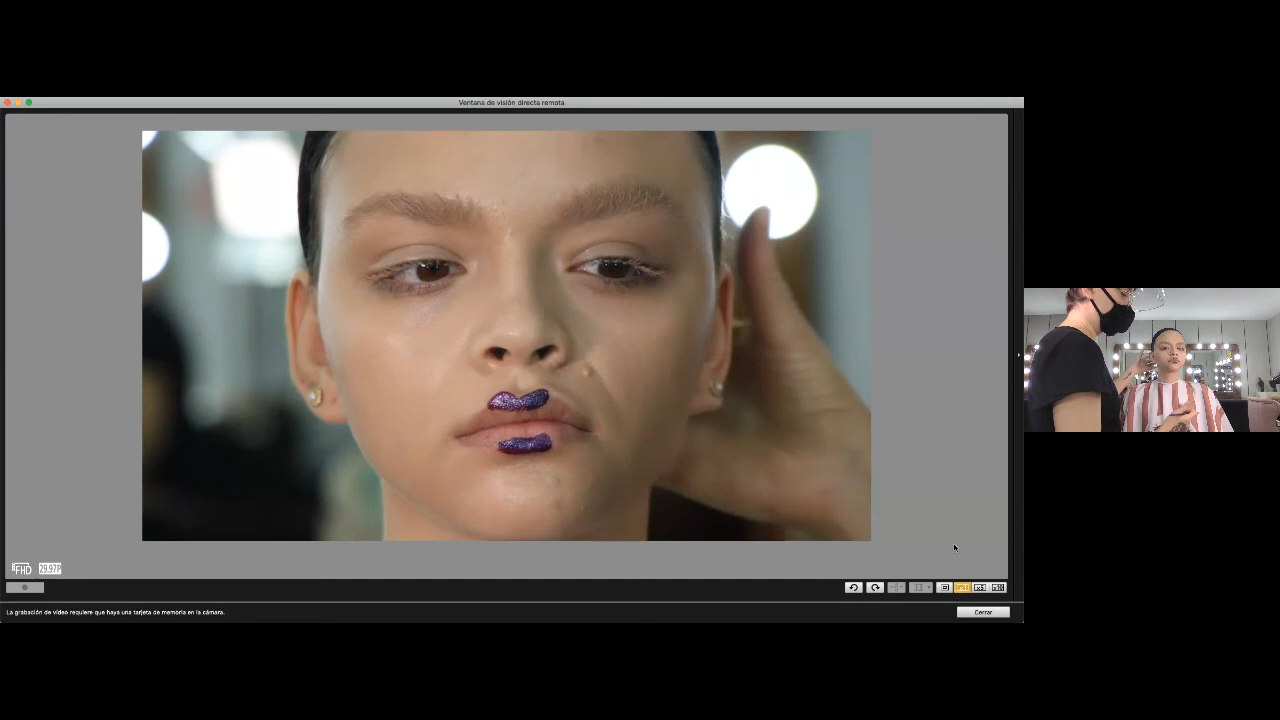 Ventana de visión directa remota
FHD
29.97P
La grabación de vídeo requiere que haya una tarjeta de memoria en la cámara.
Cerrar